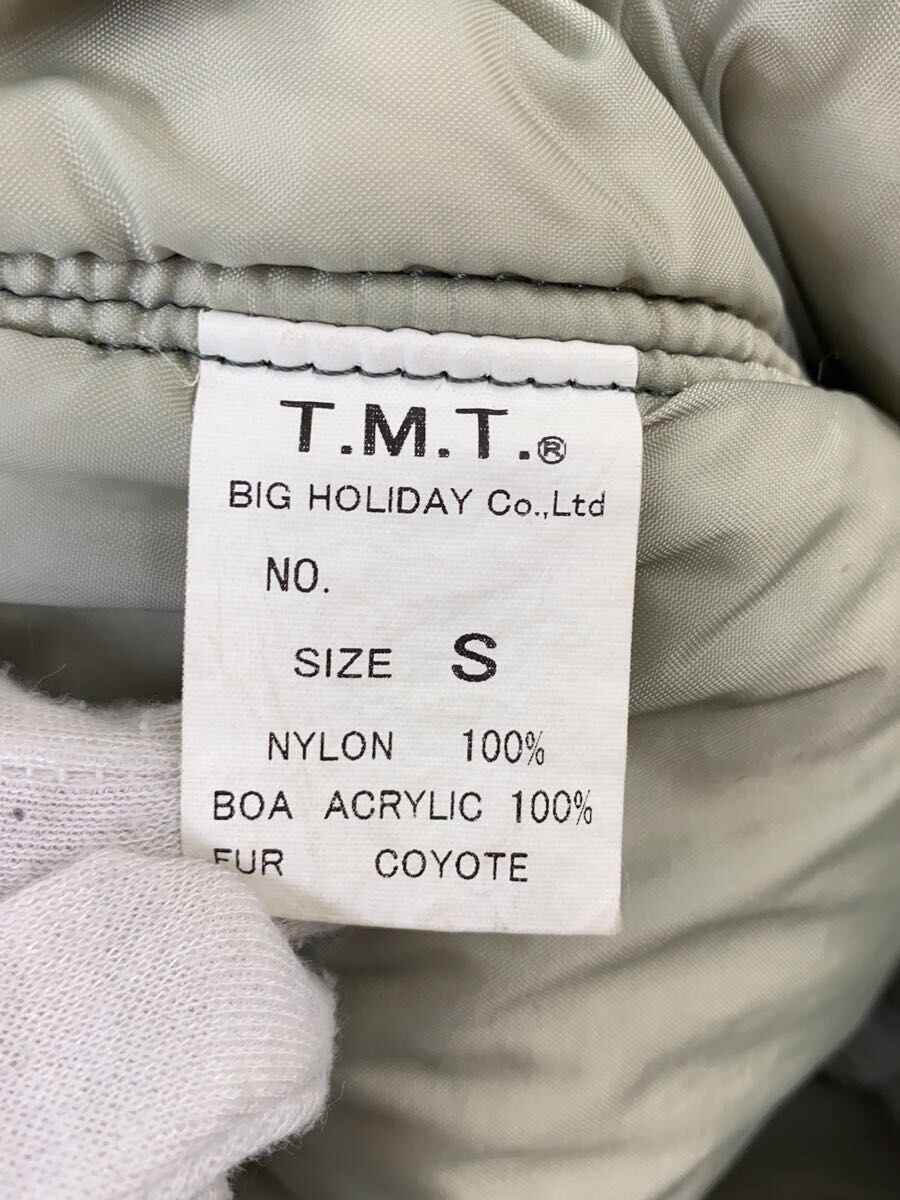 T.M.T.®
BIG HOLIDAY Co.,Ltd
NO.
SIZE S
NYLON 100%
BOA ACRYLIC 100%
FUR COYOTE